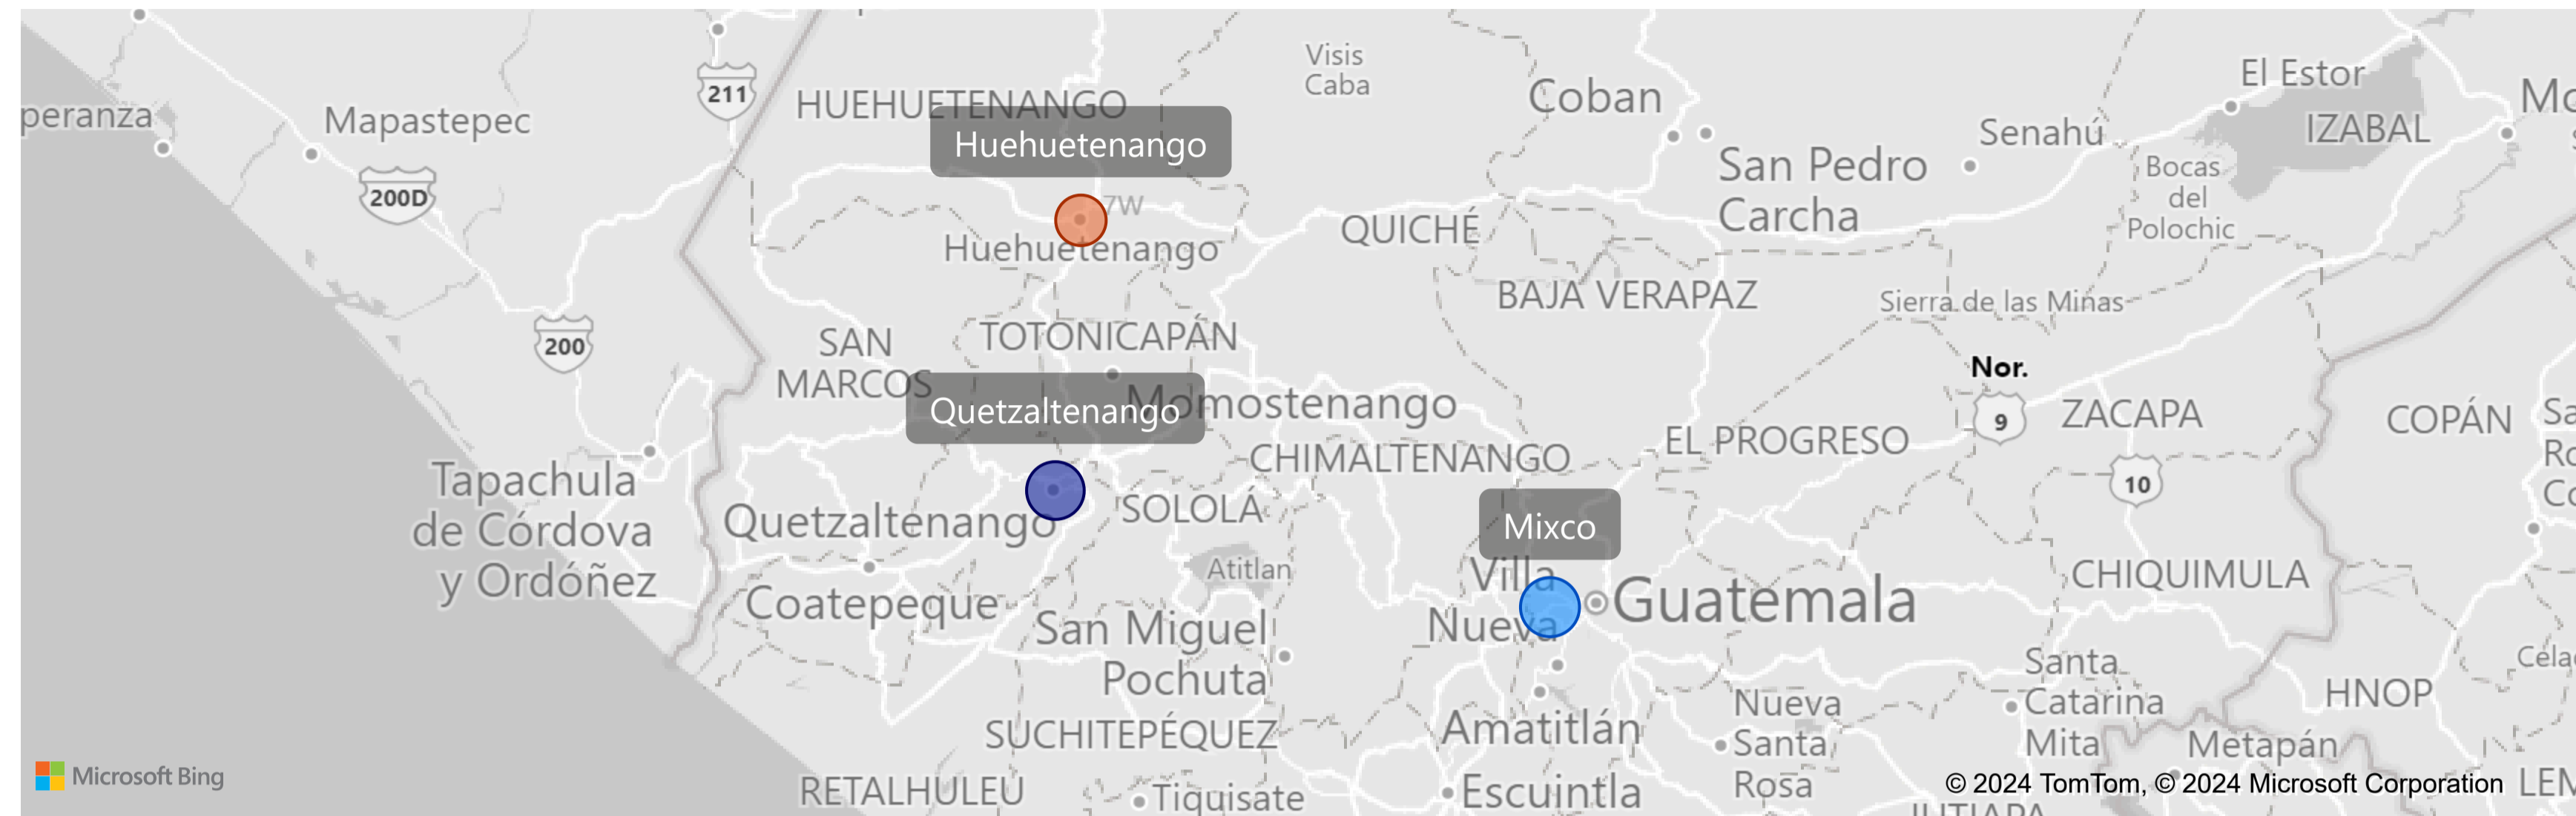 Visis
Caba
211
HUEHUETENANGO
Coban
El Estor
peranza
Mapastepec
Huehuetenango
Senahú
IZABAL
San Pedro
Carcha
Bocas
del
Polochic
200D
7W
Huehuetenango
QUICHÉ
BAJA VERAPAZ
Sierra de las Minas
200
SAN
MARCOS
TOTONICAPÁN
Nor.
9
Quetzaltenango
Momostenango
ZACAPA
COPÁN
CHIMALTENANGO
EL PROGRESO
10
Tapachula
de Córdova
y Ordóñez
Quetzaltenango
SOLOLÁ
Mixco
Atitlan
Villa
Nueva
Guatemala
CHIQUIMULA
Coatepeque
San Miguel
Pochuta
Santa
Catarina
Mita
HNOP
SUCHITEPÉQUEZ
Amatitlán
Nueva
Santa
Rosa
Metapán
Microsoft Bing
RETALHULEU
Tiquisate
Escuintla
© 2024 TomTom, © 2024 Microsoft Corporation